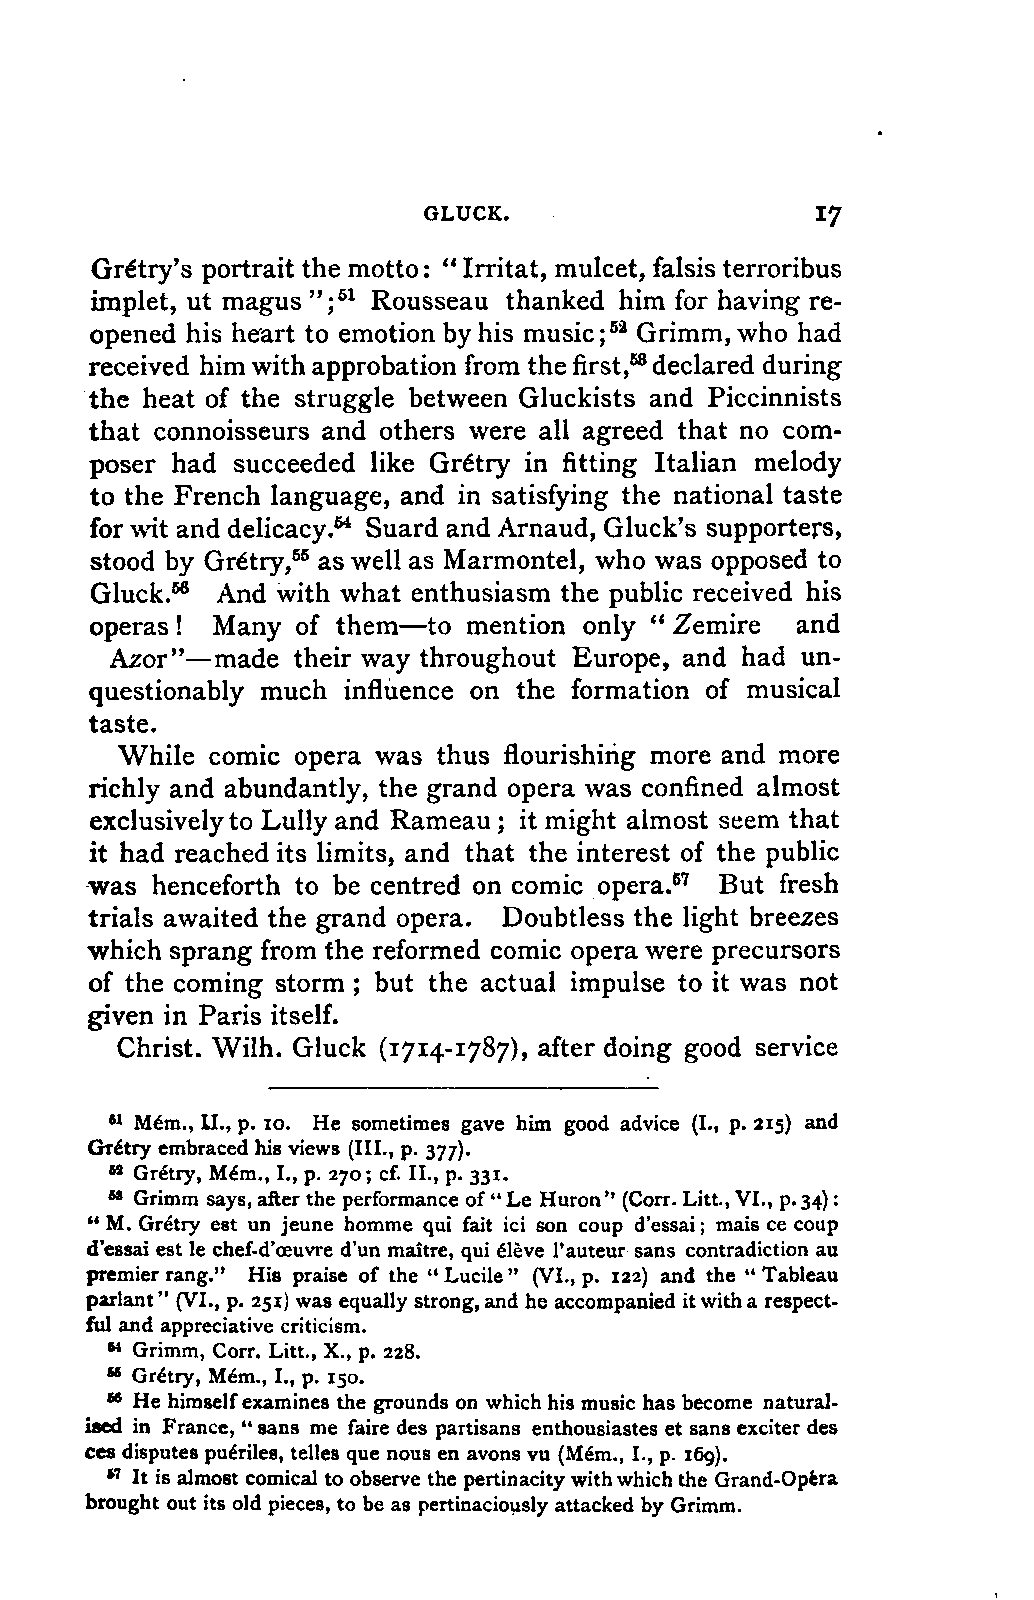 GLUCK. 17
Grétry's portrait the motto: “Irritat, mulcet, falsis terroribus
implet, ut magus”;⁵¹ Rousseau thanked him for having re-
opened his heart to emotion by his music;⁵² Grimm, who had
received him with approbation from the first,⁵³ declared during
the heat of the struggle between Gluckists and Piccinnists
that connoisseurs and others were all agreed that no com-
poser had succeeded like Grétry in fitting Italian melody
to the French language, and in satisfying the national taste
for wit and delicacy.⁵⁴ Suard and Arnaud, Gluck's supporters,
stood by Grétry,⁵⁵ as well as Marmontel, who was opposed to
Gluck.⁵⁶ And with what enthusiasm the public received his
operas! Many of them—to mention only “Zemire and
Azor”—made their way throughout Europe, and had un-
questionably much influence on the formation of musical
taste.
While comic opera was thus flourishing more and more
richly and abundantly, the grand opera was confined almost
exclusively to Lully and Rameau; it might almost seem that
it had reached its limits, and that the interest of the public
was henceforth to be centred on comic opera.⁵⁷ But fresh
trials awaited the grand opera. Doubtless the light breezes
which sprang from the reformed comic opera were precursors
of the coming storm; but the actual impulse to it was not
given in Paris itself.
Christ. Wilh. Gluck (1714-1787), after doing good service
⁵¹ Mém., II., p. 10. He sometimes gave him good advice (I., p. 215) and
Grétry embraced his views (III., p. 377).
⁵² Grétry, Mém., I., p. 270; cf. II., p. 331.
⁵³ Grimm says, after the performance of “Le Huron” (Corr. Litt., VI., p. 34):
“M. Grétry est un jeune homme qui fait ici son coup d'essai; mais ce coup
d'essai est le chef-d'œuvre d'un maître, qui élève l'auteur sans contradiction au
premier rang.” His praise of the “Lucile” (VI., p. 122) and the “Tableau
parlant” (VI., p. 251) was equally strong, and he accompanied it with a respect-
ful and appreciative criticism.
⁵⁴ Grimm, Corr. Litt., X., p. 228.
⁵⁵ Grétry, Mém., I., p. 150.
⁵⁶ He himself examines the grounds on which his music has become natural-
ised in France, “sans me faire des partisans enthousiastes et sans exciter des
ces disputes puériles, telles que nous en avons vu (Mém., I., p. 169).
⁵⁷ It is almost comical to observe the pertinacity with which the Grand-Opéra
brought out its old pieces, to be as pertinaciously attacked by Grimm.